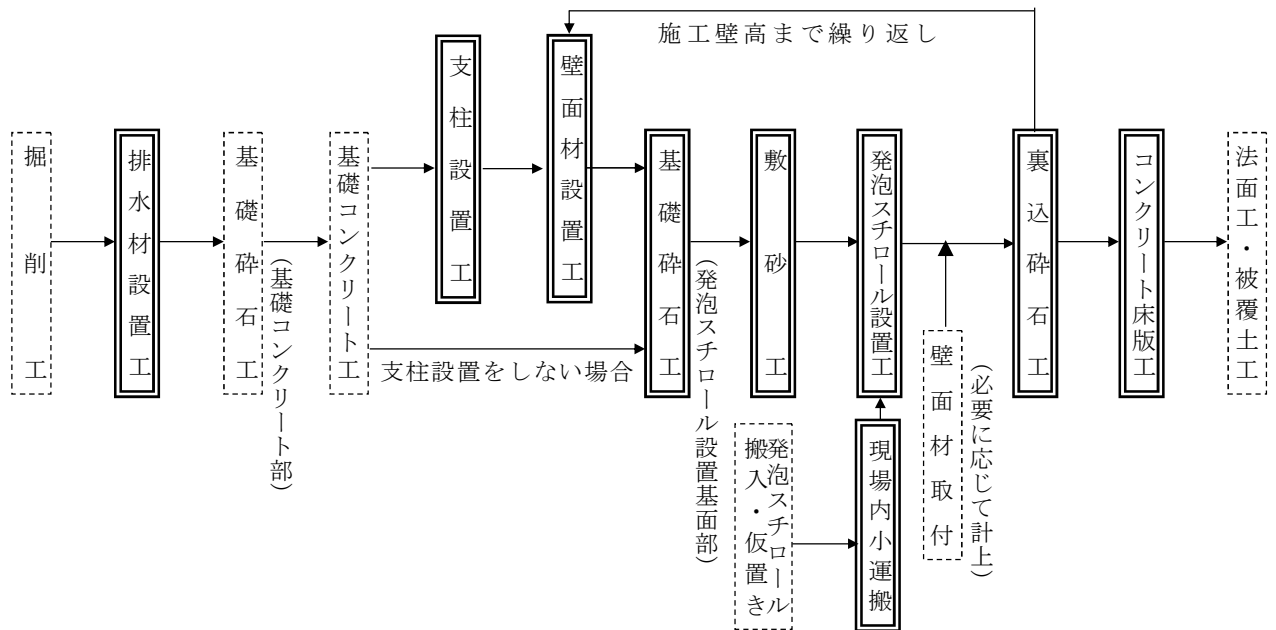 施工壁高まで繰り返し
掘削工
排水材設置工
基礎砕石工
(基礎コンクリート部)
基礎コンクリート工
支柱設置工
壁面材設置工
支柱設置をしない場合
基礎砕石工
(発泡スチロール設置基面部)
敷砂工
発泡スチロール設置工
発泡スチロール
搬入・仮置き
現場内小運搬
壁面材取付
(必要に応じて計上)
裏込砕石工
コンクリート床版工
法面工・被覆土工